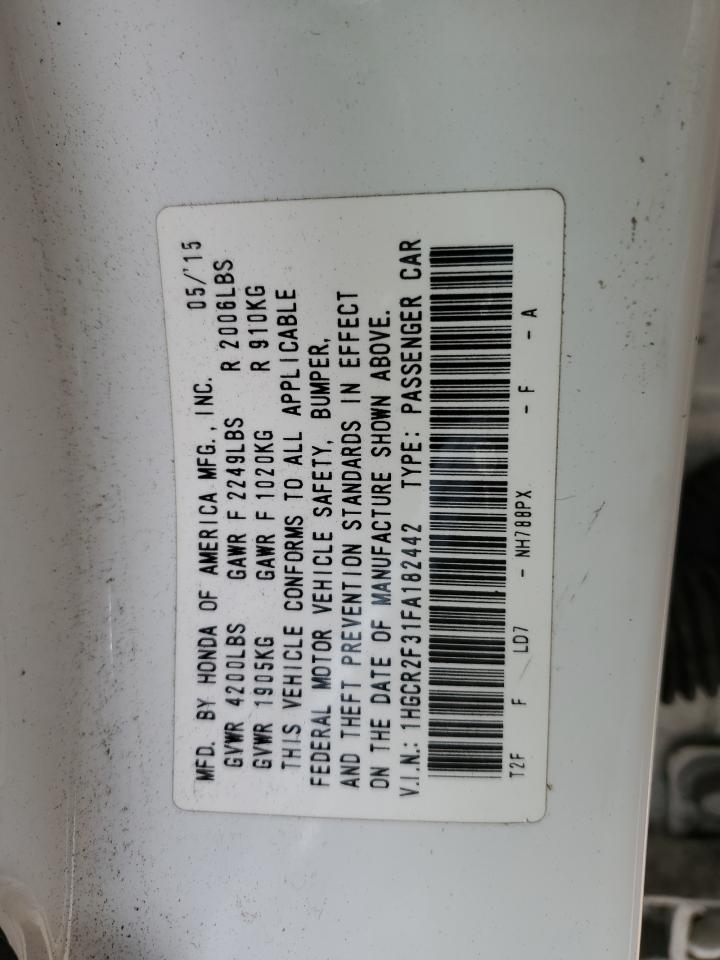 MFD. BY HONDA OF AMERICA MFG., INC. 05/'15
GVWR 4200LBS GAWR F 2249LBS R 2006LBS
GVWR 1905KG GAWR F 1020KG R 910KG
THIS VEHICLE CONFORMS TO ALL APPLICABLE
FEDERAL MOTOR VEHICLE SAFETY, BUMPER,
AND THEFT PREVENTION STANDARDS IN EFFECT
ON THE DATE OF MANUFACTURE SHOWN ABOVE.
V.I.N.: 1HGCR2F31FA182442 TYPE: PASSENGER CAR
T2F F LD7 - NH788PX - F - A